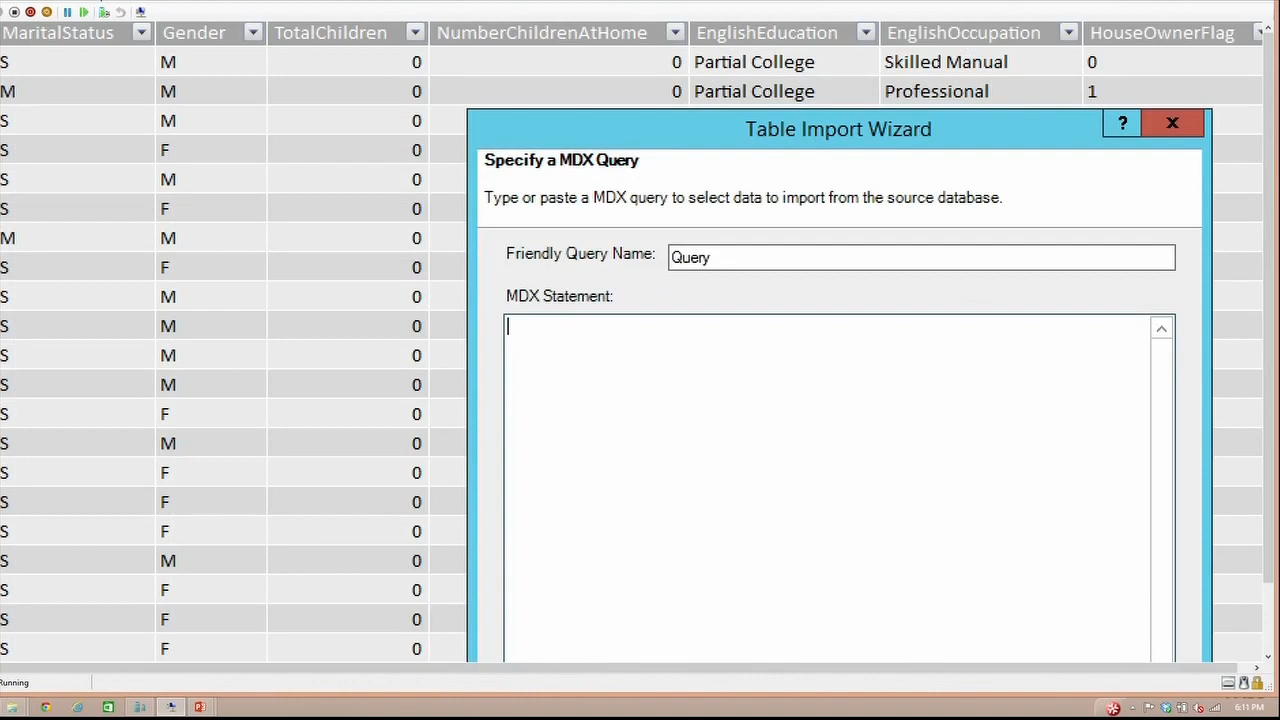 MaritalStatus Gender TotalChildren NumberChildrenAtHome EnglishEducation EnglishOccupation HouseOwnerFlag
S M 0 0 Partial College Skilled Manual 0
M M 0 0 Partial College Professional 1
S M 0
Table Import Wizard ? X
S F 0
Specify a MDX Query
S M 0
Type or paste a MDX query to select data to import from the source database.
S F 0
M M 0
Friendly Query Name: Query
S F 0
MDX Statement:
S M 0
S M 0
S M 0
S M 0
S F 0
S M 0
S F 0
S F 0
S F 0
S M 0
S F 0
S F 0
S F 0
Running
6:11 PM